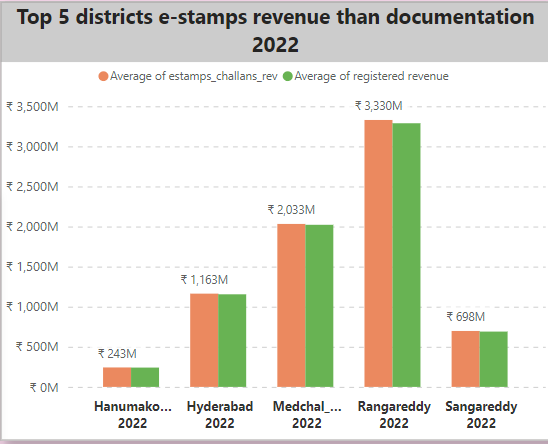 Top 5 districts e-stamps revenue than documentation
2022
Average of estamps_challans_rev Average of registered revenue
₹ 3,500M
₹ 3,330M
₹ 3,000M
₹ 2,500M
₹ 2,033M
₹ 2,000M
₹ 1,500M
₹ 1,163M
₹ 1,000M
₹ 698M
₹ 500M
₹ 243M
₹ 0M
Hanumako... Hyderabad Medchal_... Rangareddy Sangareddy
2022 2022 2022 2022 2022